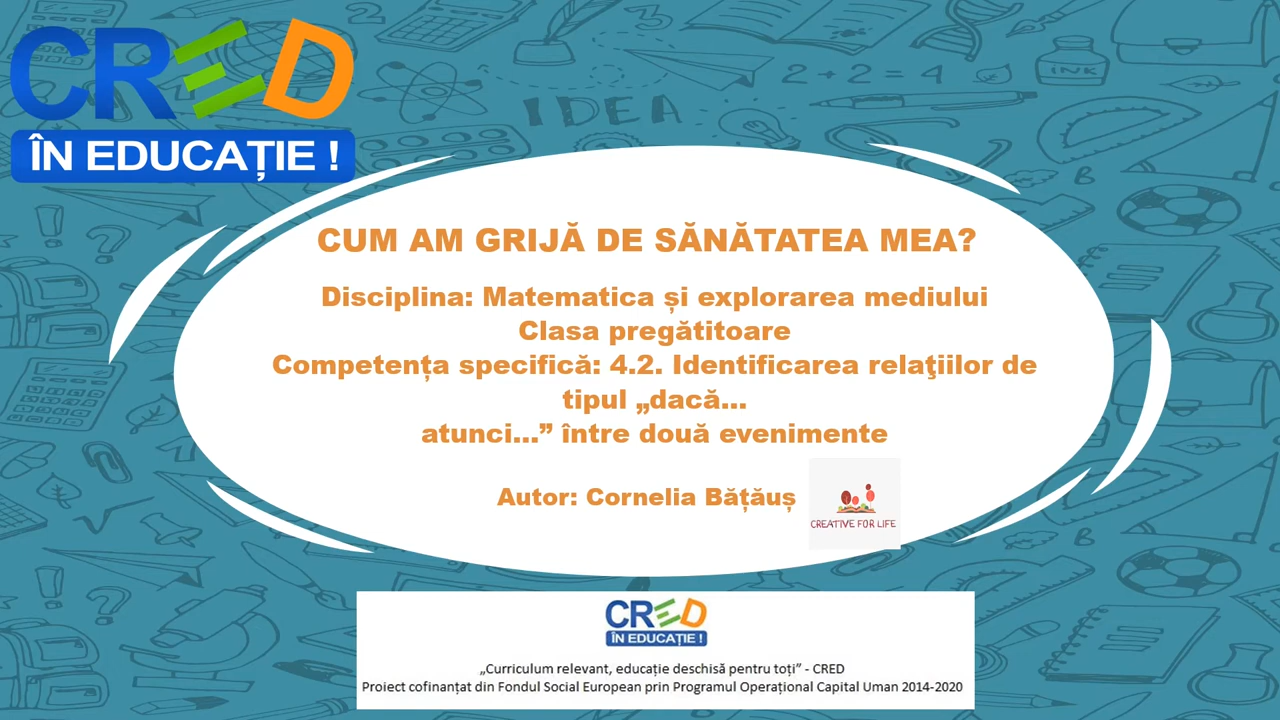 CRED
ÎN EDUCAȚIE !
IDEA
2+2=4
INK
3
B
CUM AM GRIJĂ DE SĂNĂTATEA MEA?
Disciplina: Matematica și explorarea mediului
Clasa pregătitoare
Competența specifică: 4.2. Identificarea relaţiilor de
tipul „dacă...
atunci...” între două evenimente
Autor: Cornelia Bățăuș
CREATIVE FOR LIFE
B
CRED
ÎN EDUCAȚIE !
„Curriculum relevant, educație deschisă pentru toți” - CRED
Proiect cofinanțat din Fondul Social European prin Programul Operațional Capital Uman 2014-2020